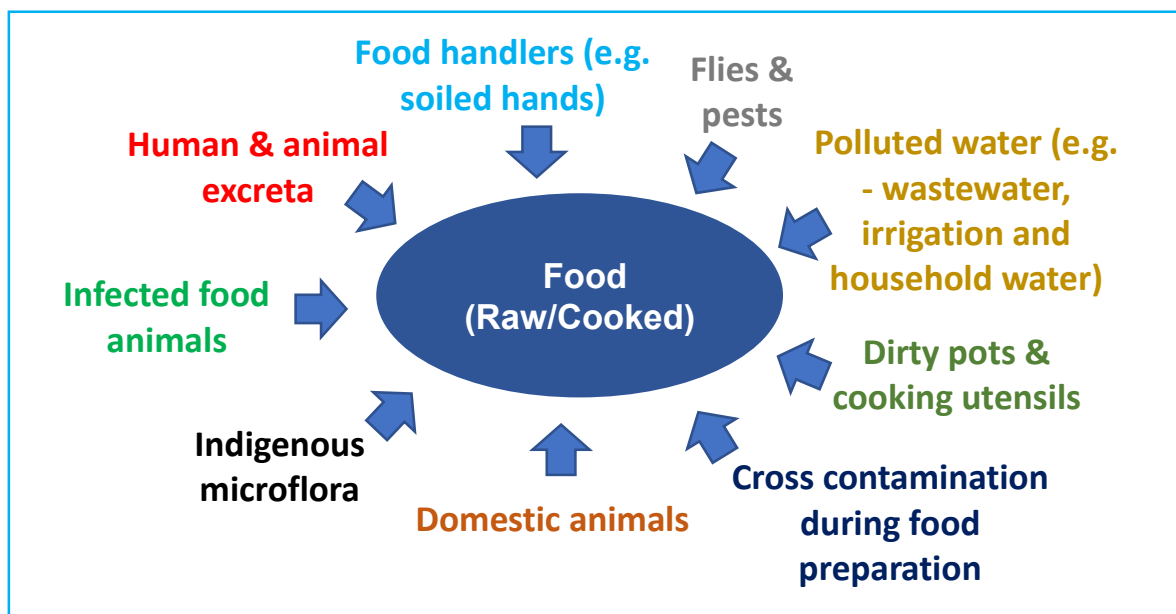 Food handlers (e.g.
soiled hands)
Flies &
pests
Human & animal
excreta
Polluted water (e.g.
- wastewater,
irrigation and
household water)
Food
(Raw/Cooked)
Infected food
animals
Dirty pots &
cooking utensils
Indigenous
microflora
Domestic animals
Cross contamination
during food
preparation